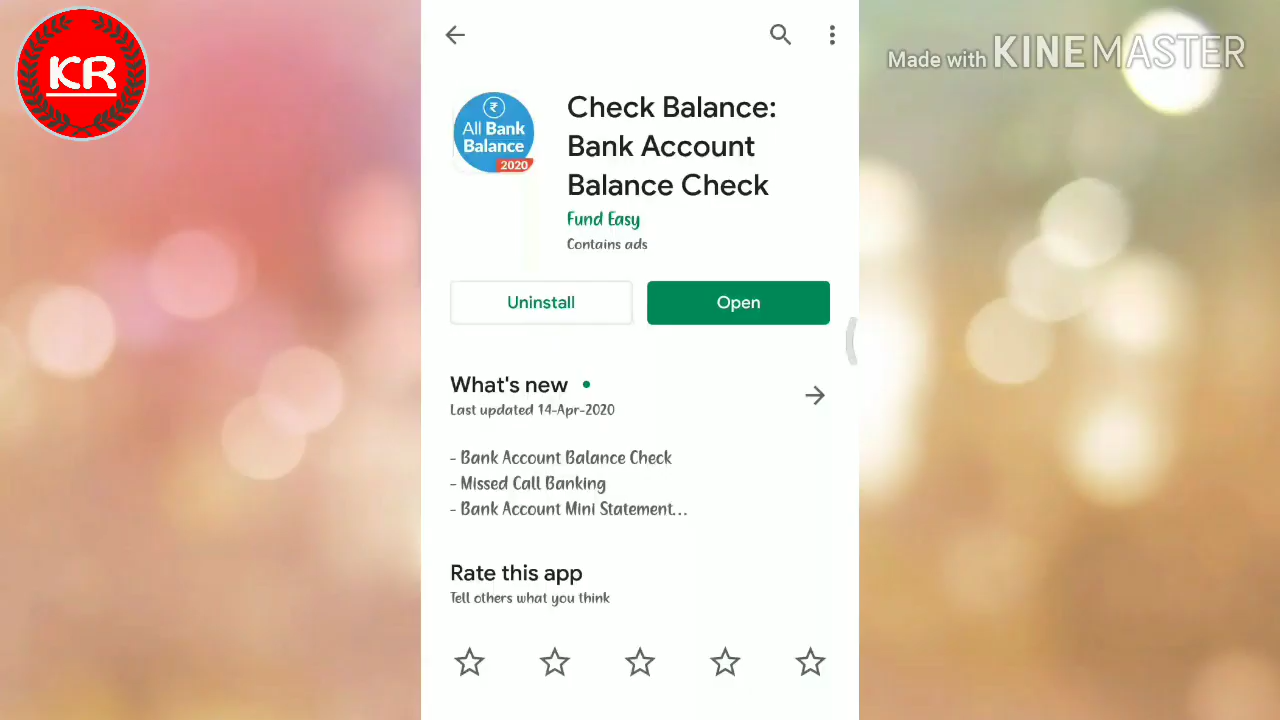 KR
Made with KINEMASTER
₹
All Bank
Balance
2020
Check Balance:
Bank Account
Balance Check
Fund Easy
Contains ads
Uninstall
Open
What's new
Last updated 14-Apr-2020
- Bank Account Balance Check
- Missed Call Banking
- Bank Account Mini Statement...
Rate this app
Tell others what you think